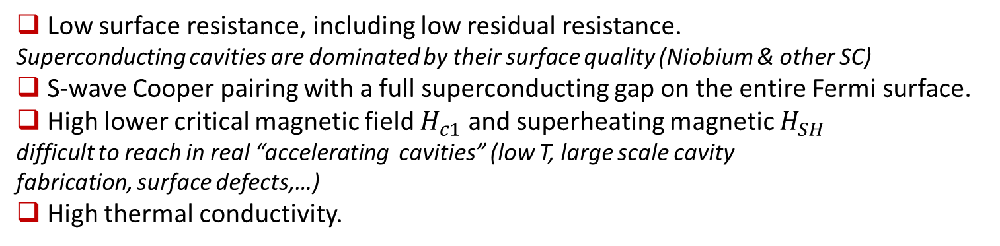 ❑ Low surface resistance, including low residual resistance.
Superconducting cavities are dominated by their surface quality (Niobium & other SC)
❑ S-wave Cooper pairing with a full superconducting gap on the entire Fermi surface.
❑ High lower critical magnetic field $H_{c1}$ and superheating magnetic $H_{SH}$
difficult to reach in real “accelerating cavities” (low T, large scale cavity
fabrication, surface defects,…)
❑ High thermal conductivity.